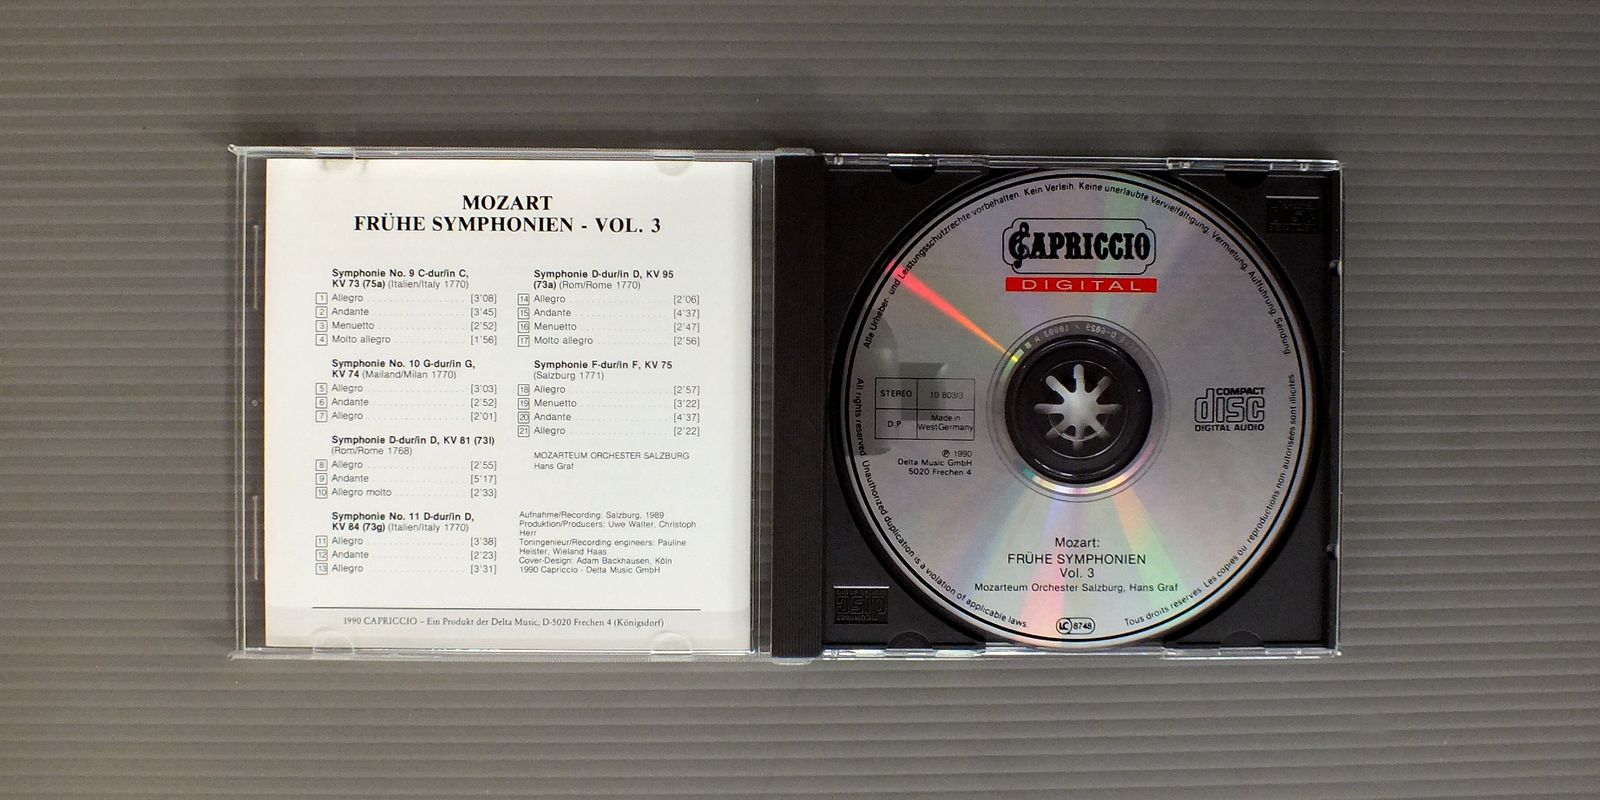 MOZART
FRÜHE SYMPHONIEN - VOL. 3
Symphonie No. 9 C-dur/in C,
KV 73 (75a) (Italien/Italy 1770)
1 Allegro [3'08]
2 Andante [3'45]
3 Menuetto [2'52]
4 Molto allegro [1'56]
Symphonie No. 10 G-dur/in G,
KV 74 (Mailand/Milan 1770)
5 Allegro [3'03]
6 Andante [2'52]
7 Allegro [2'01]
Symphonie D-dur/in D, KV 81 (73l)
(Rom/Rome 1768)
8 Allegro [2'55]
9 Andante [5'17]
10 Allegro molto [2'33]
Symphonie No. 11 D-dur/in D,
KV 84 (73g) (Italien/Italy 1770)
11 Allegro [3'38]
12 Andante [2'23]
13 Allegro [3'31]
Symphonie D-dur/in D, KV 95
(73a) (Rom/Rome 1770)
14 Allegro [2'06]
15 Andante [4'37]
16 Menuetto [2'47]
17 Molto allegro [2'56]
Symphonie F-dur/in F, KV 75
(Salzburg 1771)
18 Allegro [2'57]
19 Menuetto [3'22]
20 Andante [4'37]
21 Allegro [2'22]
MOZARTEUM ORCHESTER SALZBURG
Hans Graf
Aufnahme/Recording: Salzburg, 1989
Produktion/Producers: Uwe Walter, Christoph
Herr
Toningenieur/Recording engineers: Pauline
Heister, Wieland Haas
Cover-Design: Adam Backhausen, Köln
1990 Capriccio - Delta Music GmbH
1990 CAPRICCIO – Ein Produkt der Delta Music, D-5020 Frechen 4 (Königsdorf)
Alle Urheber- und Leistungsschutzrechte vorbehalten. Kein Verleih. Keine unerlaubte Vervielfältigung, Vermietung, Aufführung, Sendung.
CAPRICCIO
DIGITAL
STEREO 10 803/3
D.P. Made in
West Germany
℗ 1990
Delta Music GmbH
5020 Frechen 4
COMPACT
disc
DIGITAL AUDIO
Mozart:
FRÜHE SYMPHONIEN
Vol. 3
Mozarteum Orchester Salzburg, Hans Graf
LC 8748
All rights reserved. Unauthorized duplication is a violation of applicable laws.
Tous droits reservés. Les copies ou reproductions non-autorisées sont illicites.